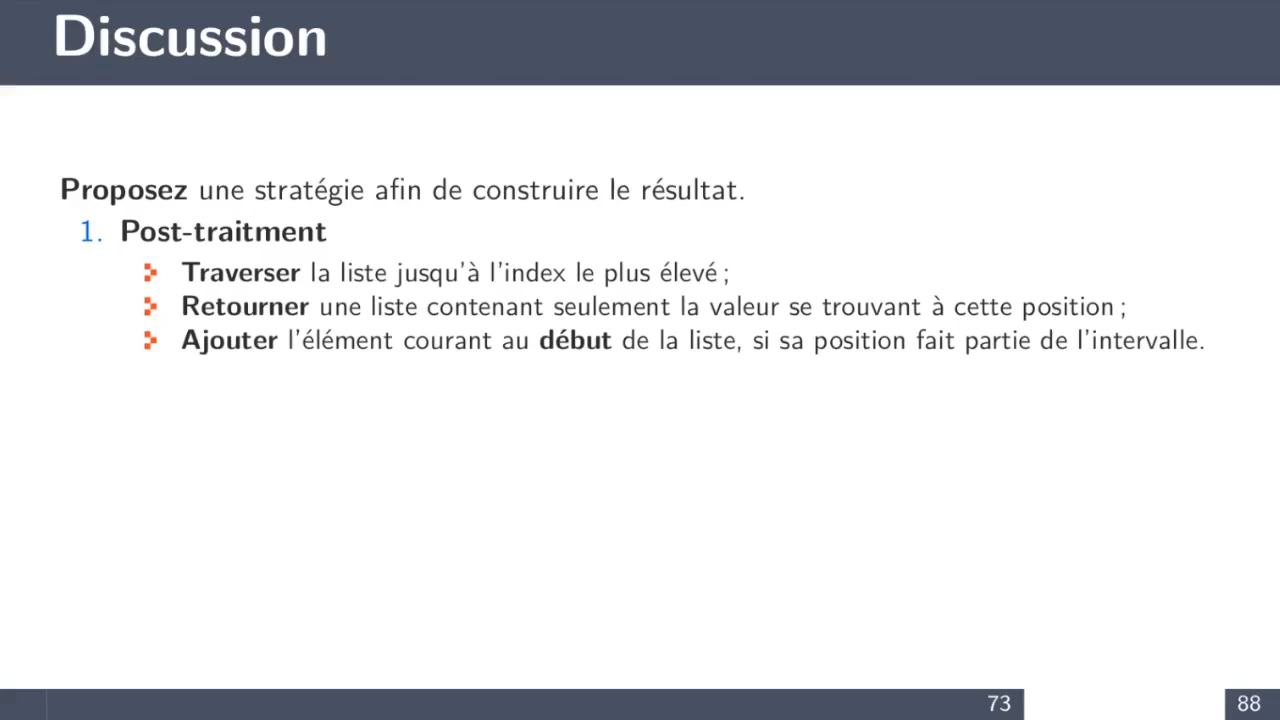 Discussion
Proposez une stratégie afin de construire le résultat.
1. Post-traitment
Traverser la liste jusqu'à l'index le plus élevé ;
Retourner une liste contenant seulement la valeur se trouvant à cette position ;
Ajouter l'élément courant au début de la liste, si sa position fait partie de l'intervalle.
73
88